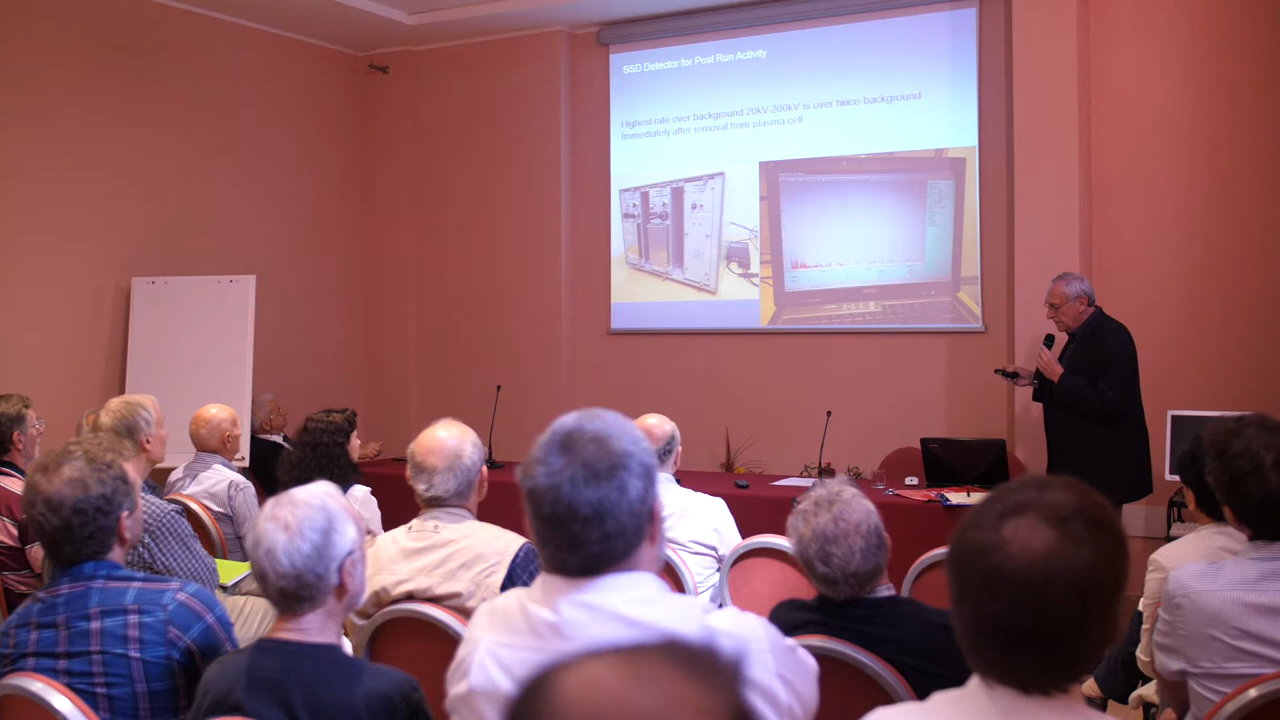 SSD Detector for Post Run Activity
Highest rate over background 20kV-200kV is over twice background
Immediately after removal from plasma cell
DELL